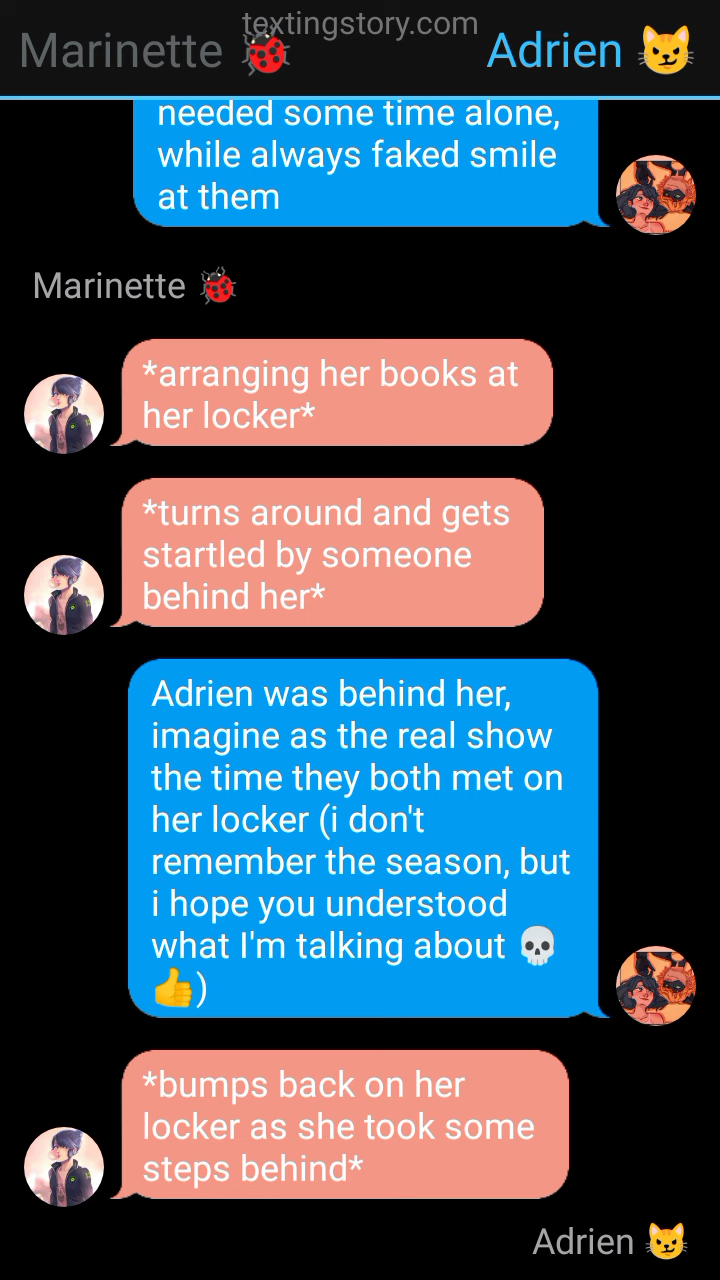 textingstory.com
Marinette 🐞
Adrien 😼
needed some time alone,
while always faked smile
at them
Marinette 🐞
*arranging her books at
her locker*
*turns around and gets
startled by someone
behind her*
Adrien was behind her,
imagine as the real show
the time they both met on
her locker (i don't
remember the season, but
i hope you understood
what I'm talking about 💀
👍)
*bumps back on her
locker as she took some
steps behind*
Adrien 😼